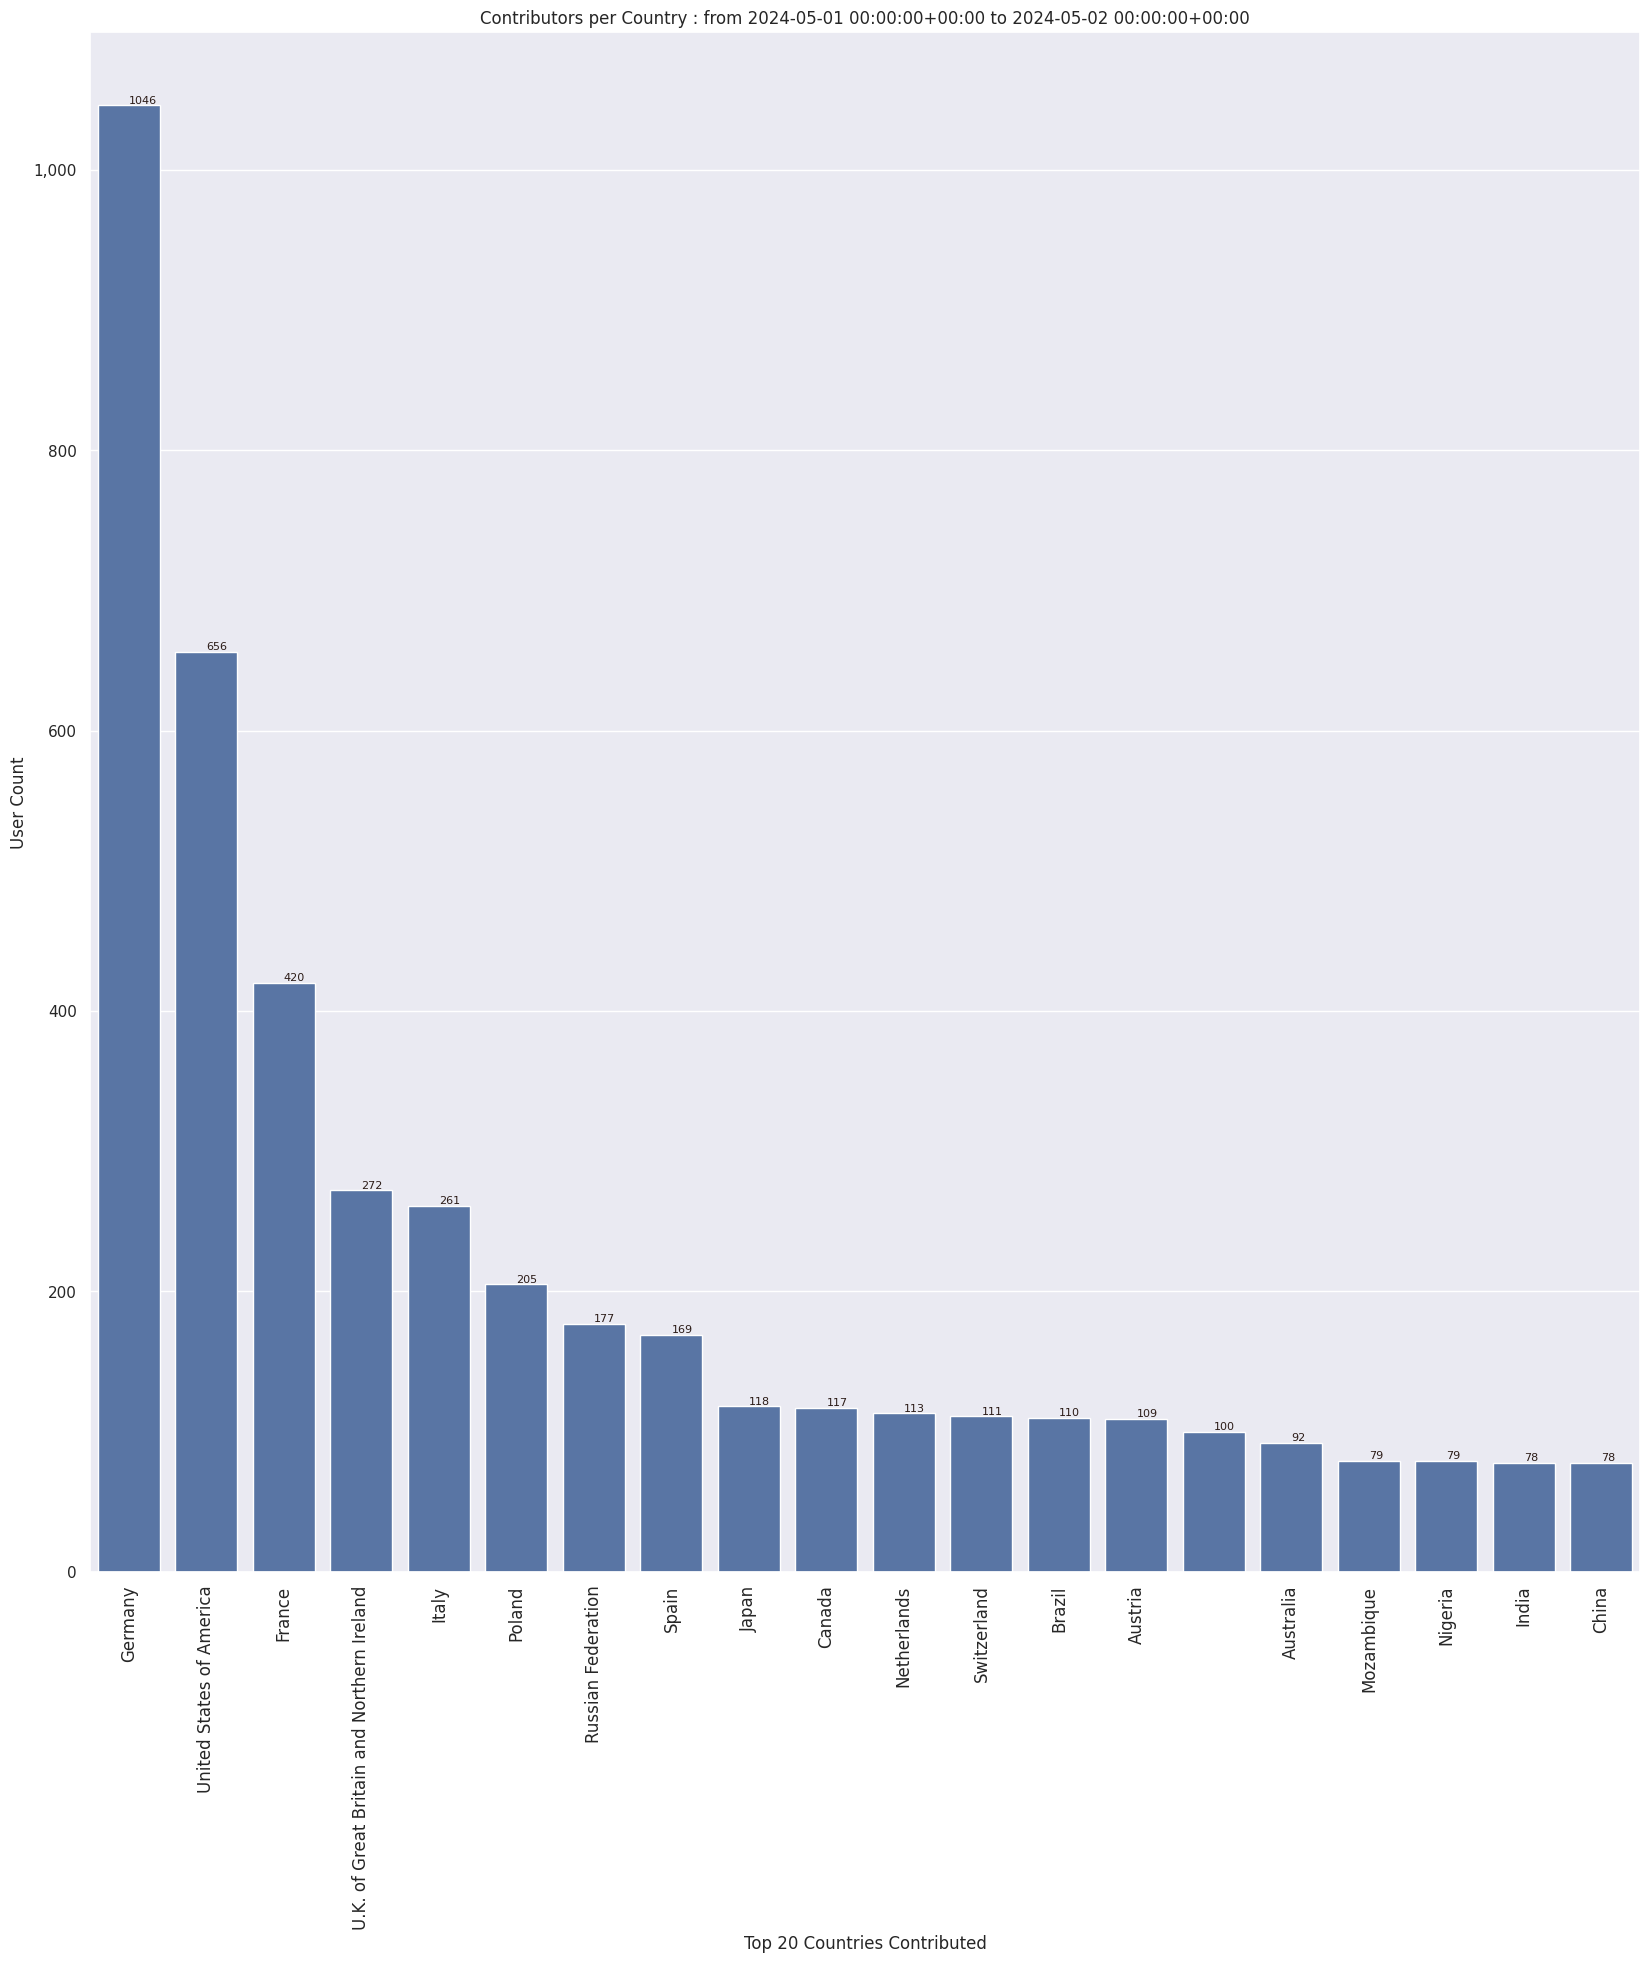 Contributors per Country : from 2024-05-01 00:00:00+00:00 to 2024-05-02 00:00:00+00:00
User Count
1,000
800
600
400
200
0
1046
656
420
272
261
205
177
169
118
117
113
111
110
109
100
92
79
79
78
78
Germany
United States of America
France
U.K. of Great Britain and Northern Ireland
Italy
Poland
Russian Federation
Spain
Japan
Canada
Netherlands
Switzerland
Brazil
Austria
Australia
Mozambique
Nigeria
India
China
Top 20 Countries Contributed